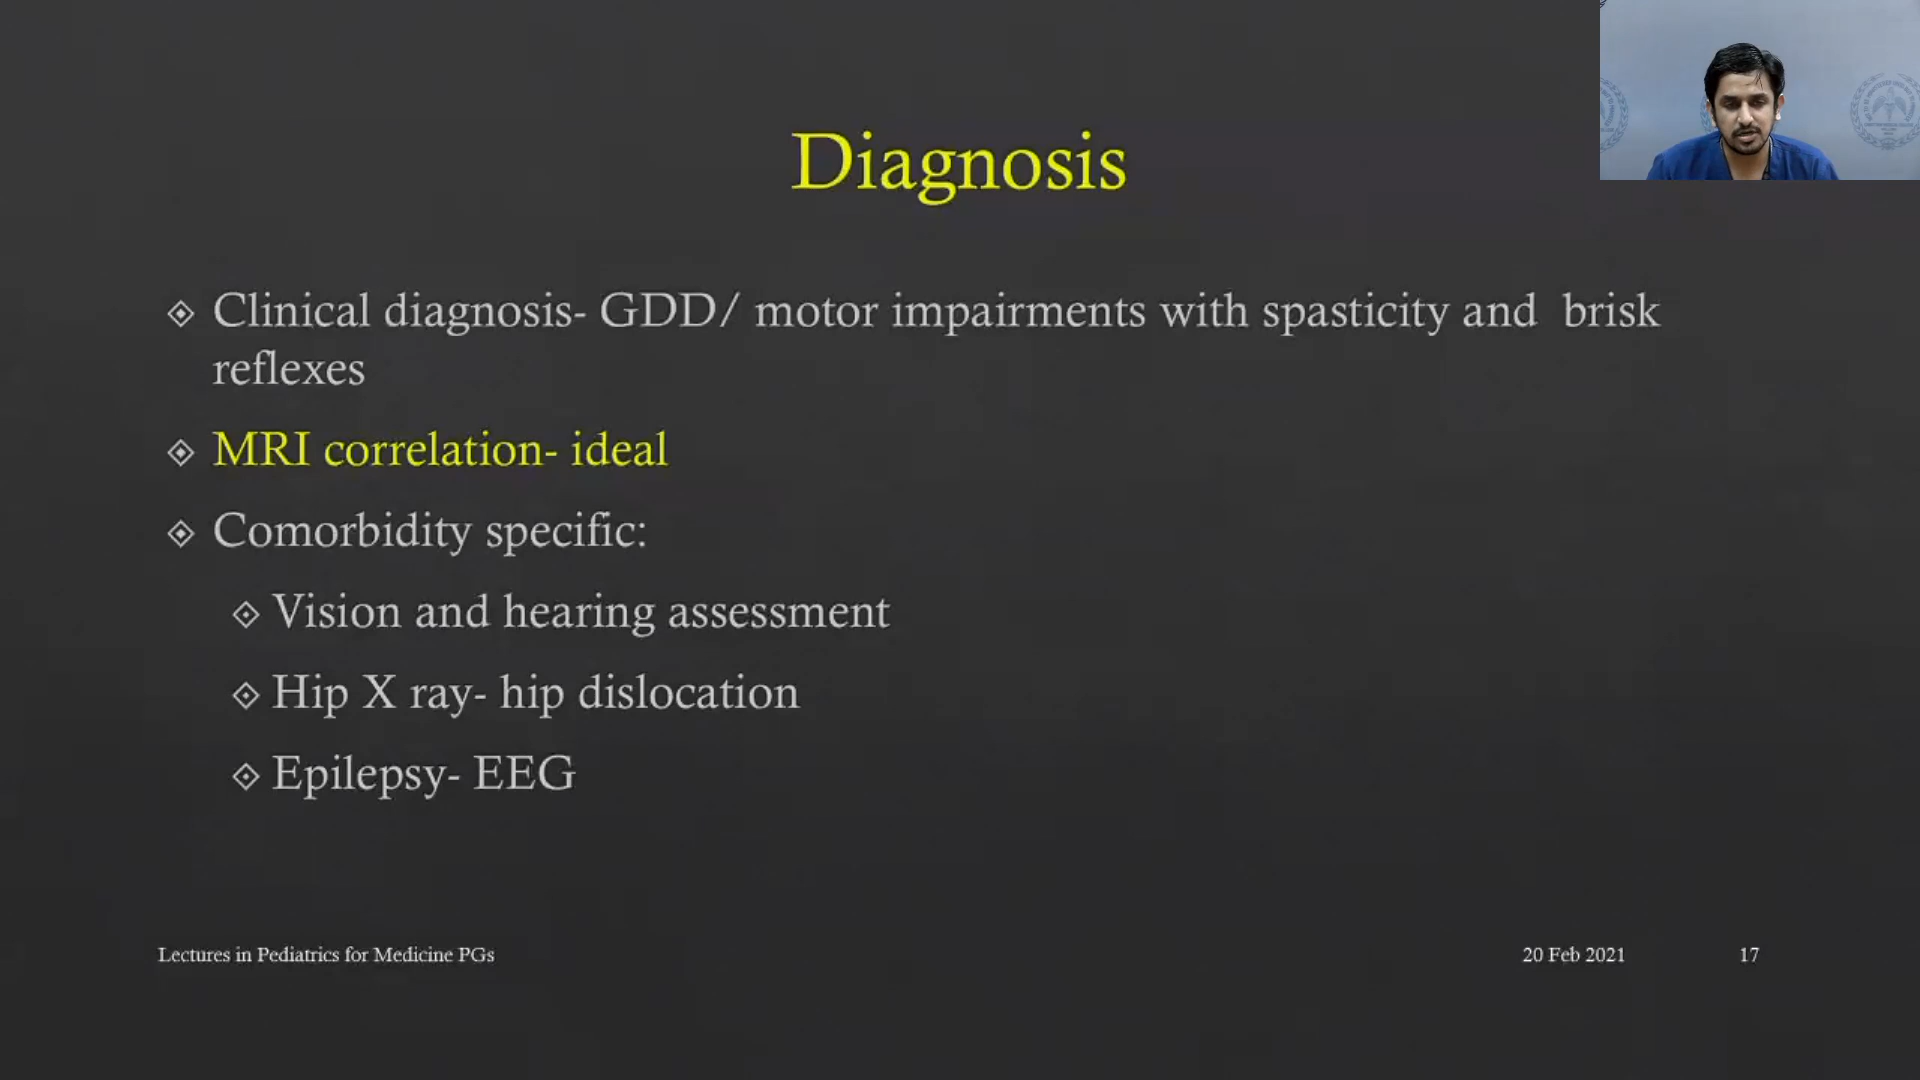 Diagnosis
Clinical diagnosis- GDD/ motor impairments with spasticity and brisk
reflexes
MRI correlation- ideal
Comorbidity specific:
Vision and hearing assessment
Hip X ray- hip dislocation
Epilepsy- EEG
Lectures in Pediatrics for Medicine PGs
20 Feb 2021
17